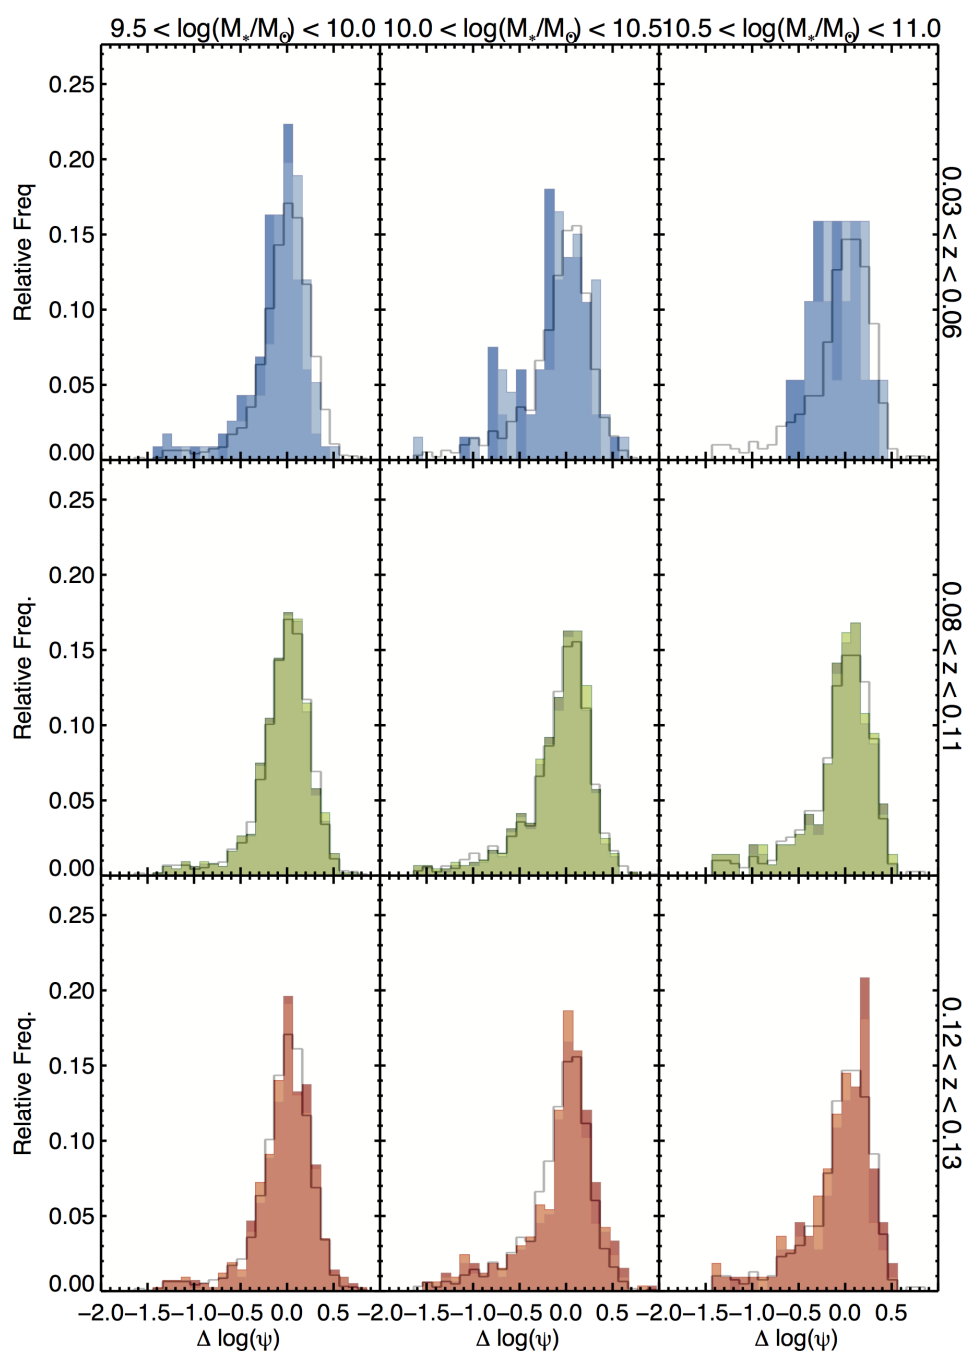 9.5 < log(M*/M⊙) < 10.0 10.0 < log(M*/M⊙) < 10.5 10.5 < log(M*/M⊙) < 11.0
0.25
0.20
0.15
0.10
0.05
0.00
Relative Freq
0.03 < z < 0.06
0.25
0.20
0.15
0.10
0.05
0.00
Relative Freq.
0.08 < z < 0.11
0.25
0.20
0.15
0.10
0.05
0.00
Relative Freq.
0.12 < z < 0.13
−2.0 −1.5 −1.0 −0.5 0.0 0.5 −2.0 −1.5 −1.0 −0.5 0.0 0.5 −2.0 −1.5 −1.0 −0.5 0.0 0.5
Δ log(ψ) Δ log(ψ) Δ log(ψ)